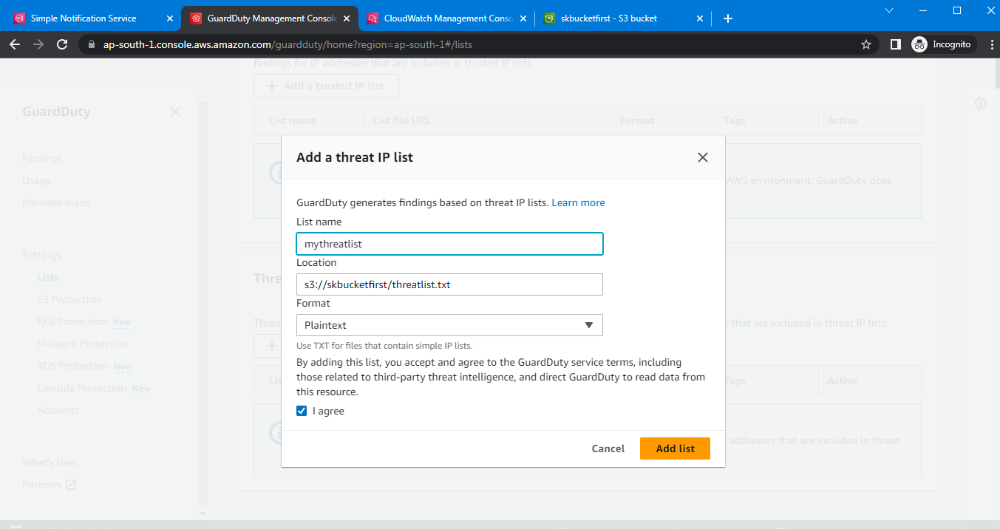 Simple Notification Service
GuardDuty Management Console
CloudWatch Management Conso
skbucketfirst - S3 bucket
ap-south-1.console.aws.amazon.com/guardduty/home?region=ap-south-1#/lists
Incognito
findings for IP addresses that are included in trusted IP lists.
Add a trusted IP list
GuardDuty
List name
List file URL
Format
Tags
Active
Findings
Usage
Malware scans
AWS environment. GuardDuty does
Settings
Lists
S3 Protection
EKS Protection New
Malware Protection
RDS Protection New
Lambda Protection New
Accounts
What's New
Partners
Add a threat IP list
GuardDuty generates findings based on threat IP lists. Learn more
List name
mythreatlist
Location
s3://skbucketfirst/threatlist.txt
Format
Plaintext
Use TXT for files that contain simple IP lists.
By adding this list, you accept and agree to the GuardDuty service terms, including
those related to third-party threat intelligence, and direct GuardDuty to read data from
this resource.
I agree
Cancel
Add list
s that are included in threat IP lists.
Tags
Active
addresses that are included in threat